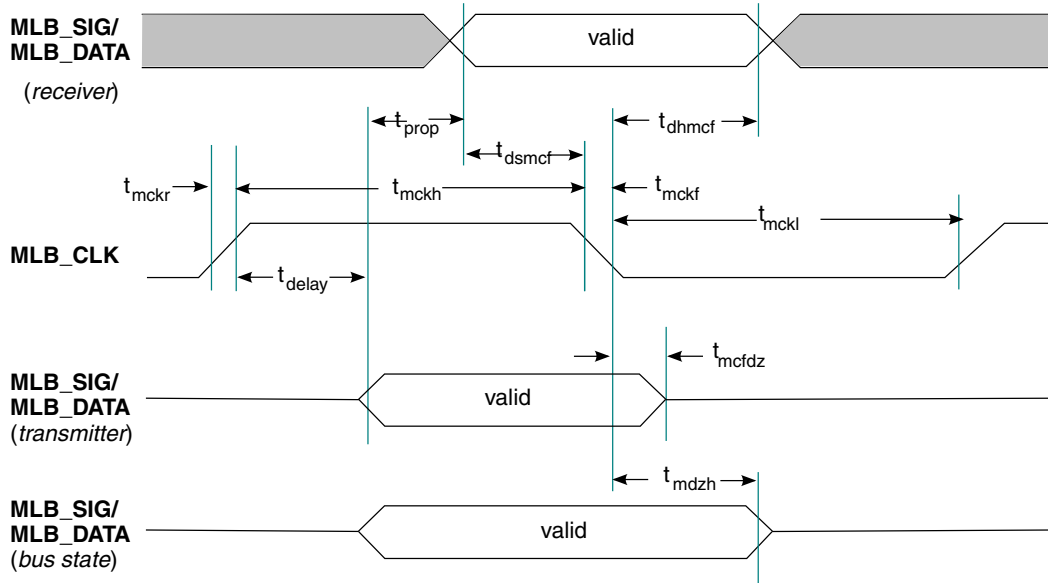 MLB_SIG/
MLB_DATA
(receiver)
valid
tprop
tdhmcf
tdsmcf
tmckr
tmckh
tmckf
tmckl
MLB_CLK
tdelay
tmcfdz
MLB_SIG/
MLB_DATA
(transmitter)
valid
tmdzh
MLB_SIG/
MLB_DATA
(bus state)
valid